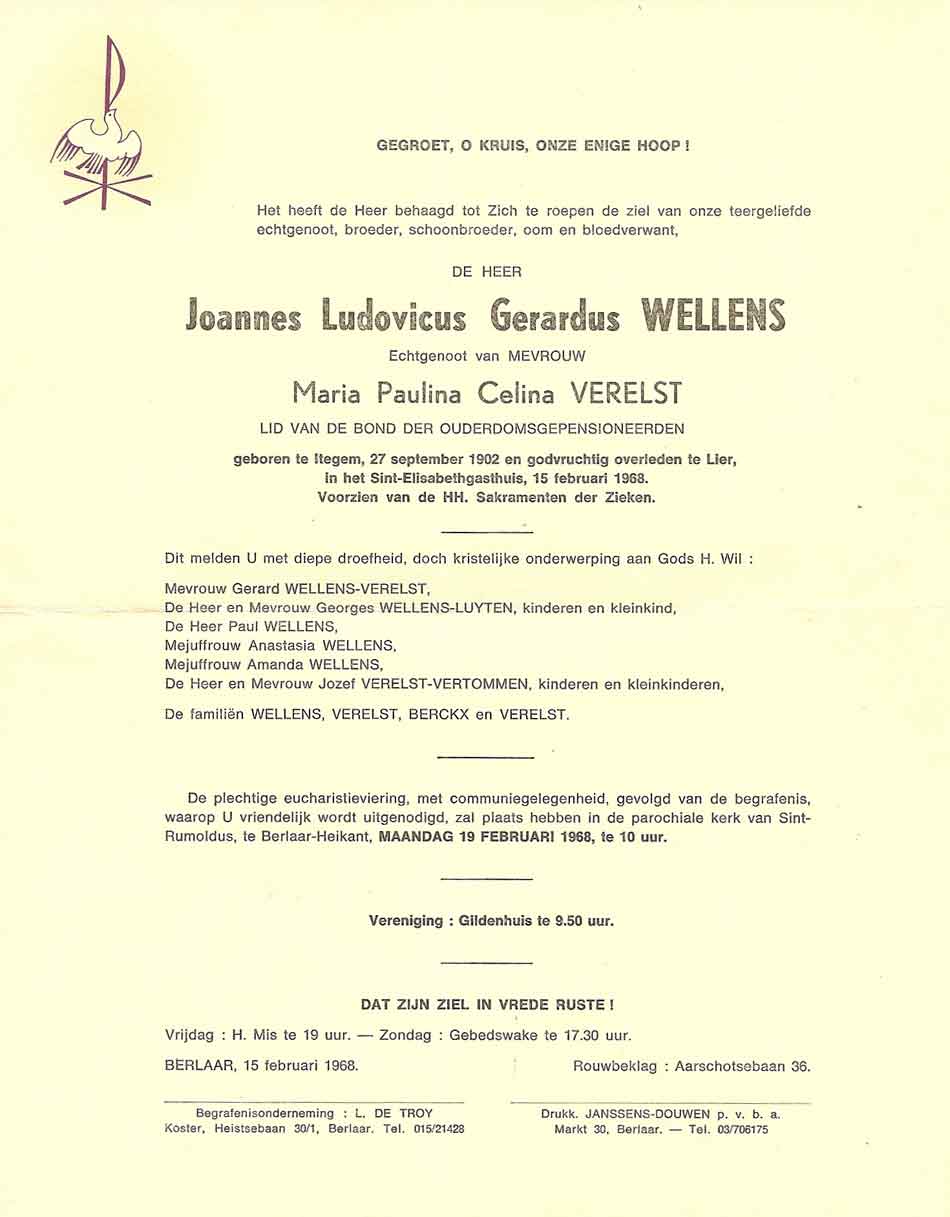 GEGROET, O KRUIS, ONZE ENIGE HOOP !
Het heeft de Heer behaagd tot Zich te roepen de ziel van onze teergeliefde
echtgenoot, broeder, schoonbroeder, oom en bloedverwant,
DE HEER
Joannes Ludovicus Gerardus WELLENS
Echtgenoot van MEVROUW
Maria Paulina Celina VERELST
LID VAN DE BOND DER OUDERDOMSGEPENSIONEERDEN
geboren te Itegem, 27 september 1902 en godvruchtig overleden te Lier,
in het Sint-Elisabethgasthuis, 15 februari 1968.
Voorzien van de HH. Sakramenten der Zieken.
Dit melden U met diepe droefheid, doch kristelijke onderwerping aan Gods H. Wil :
Mevrouw Gerard WELLENS-VERELST,
De Heer en Mevrouw Georges WELLENS-LUYTEN, kinderen en kleinkind,
De Heer Paul WELLENS,
Mejuffrouw Anastasia WELLENS,
Mejuffrouw Amanda WELLENS,
De Heer en Mevrouw Jozef VERELST-VERTOMMEN, kinderen en kleinkinderen,
De familiën WELLENS, VERELST, BERCKX en VERELST.
De plechtige eucharistieviering, met communiegelegenheid, gevolgd van de begrafenis,
waarop U vriendelijk wordt uitgenodigd, zal plaats hebben in de parochiale kerk van Sint-
Rumoldus, te Berlaar-Heikant, MAANDAG 19 FEBRUARI 1968, te 10 uur.
Vereniging : Gildenhuis te 9.50 uur.
DAT ZIJN ZIEL IN VREDE RUSTE !
Vrijdag : H. Mis te 19 uur. — Zondag : Gebedswake te 17.30 uur.
BERLAAR, 15 februari 1968. Rouwbeklag : Aarschotsebaan 36.
Begrafenisonderneming : L. DE TROY
Koster, Heistsebaan 30/1, Berlaar. Tel. 015/21428
Drukk. JANSSENS-DOUWEN p. v. b. a.
Markt 30, Berlaar. — Tel. 03/706175